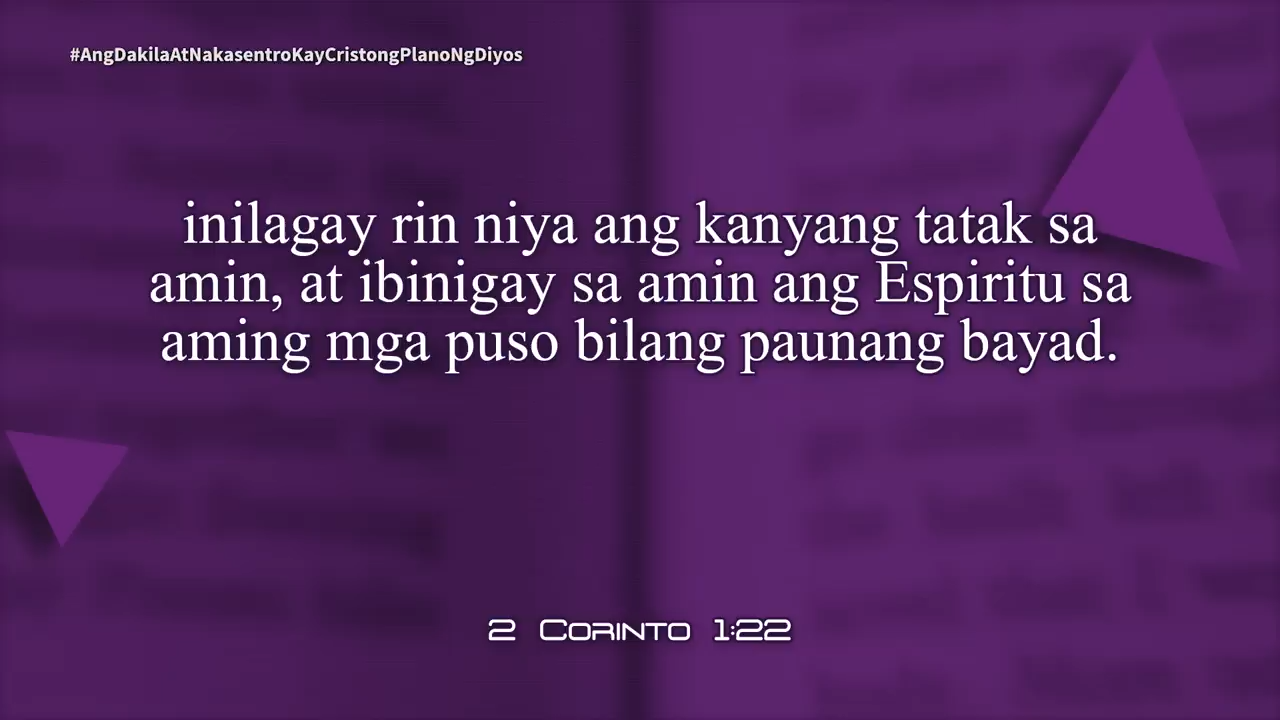 #AngDakilaAtNakasentroKayCristongPlanoNgDiyos
inilagay rin niya ang kanyang tatak sa
amin, at ibinigay sa amin ang Espiritu sa
aming mga puso bilang paunang bayad.
2 Corinto 1:22